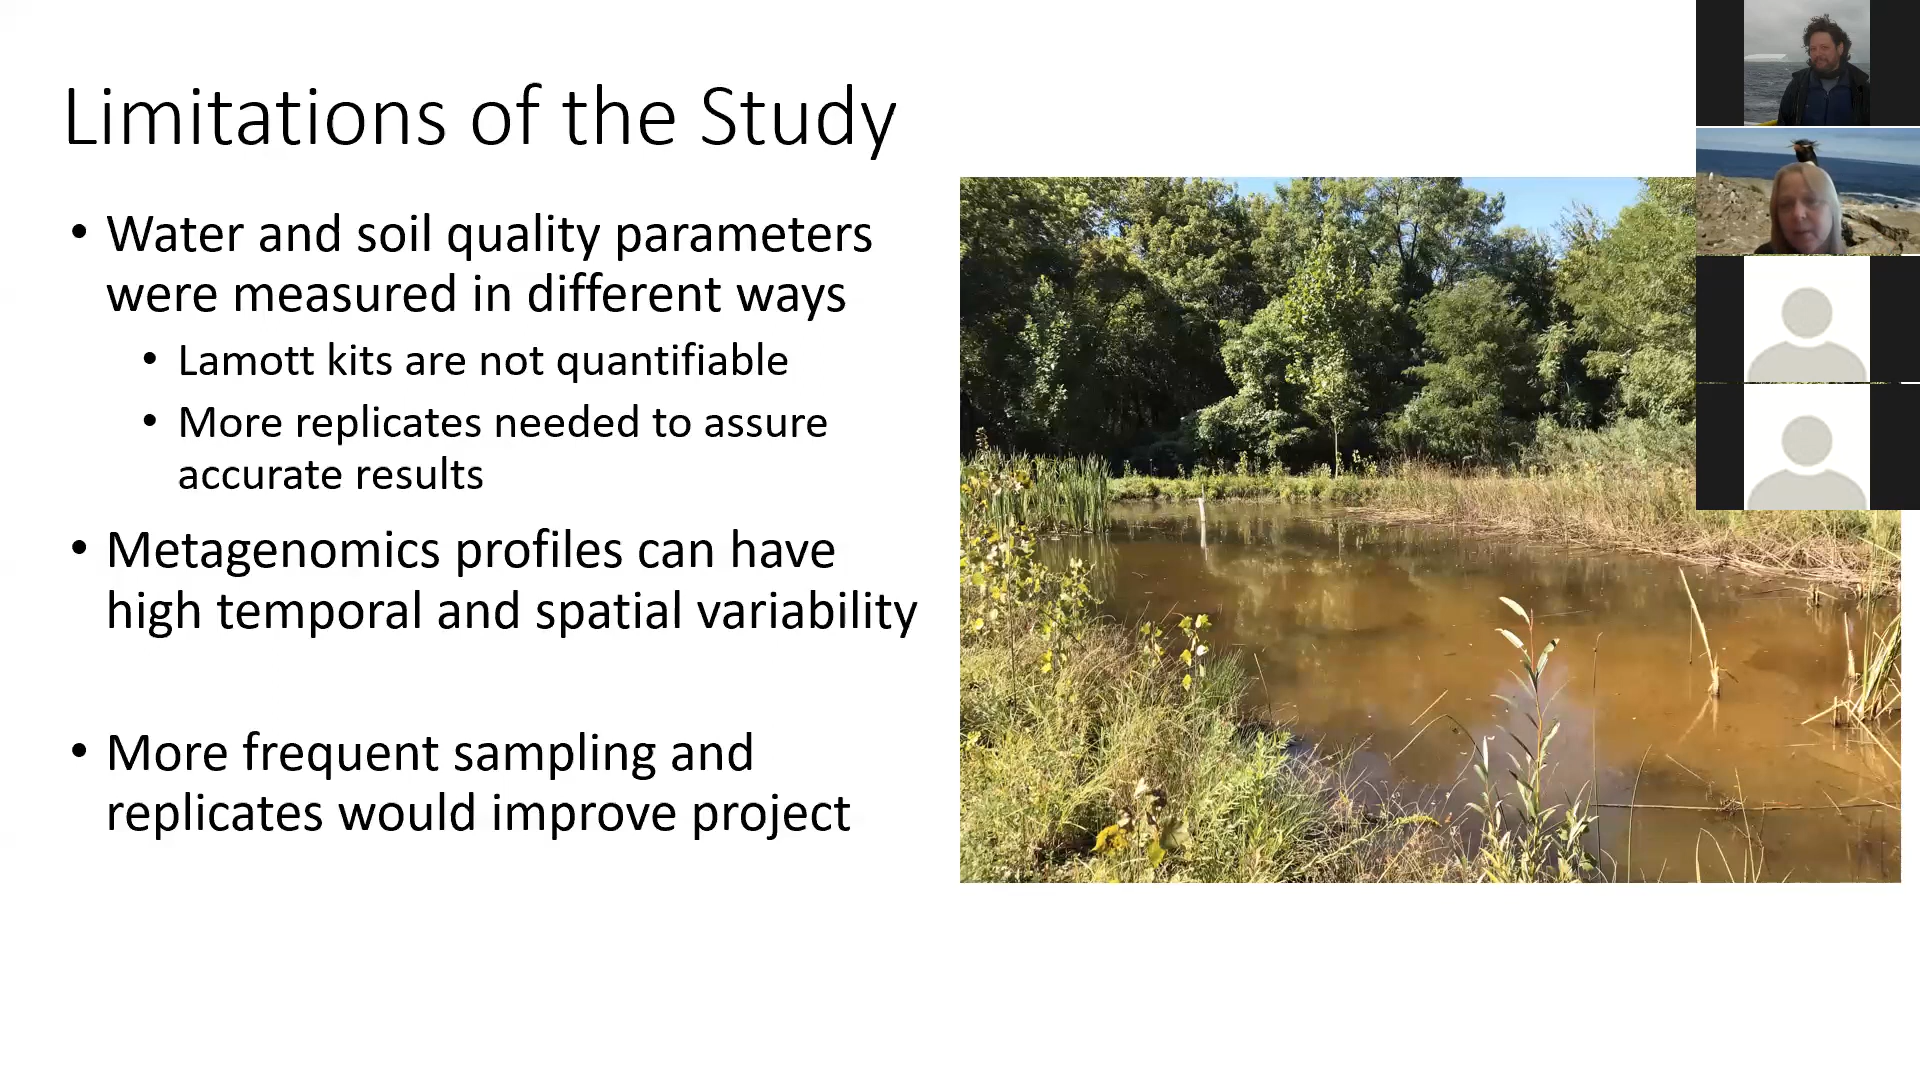 Limitations of the Study
• Water and soil quality parameters
were measured in different ways
• Lamott kits are not quantifiable
• More replicates needed to assure
accurate results
• Metagenomics profiles can have
high temporal and spatial variability
• More frequent sampling and
replicates would improve project